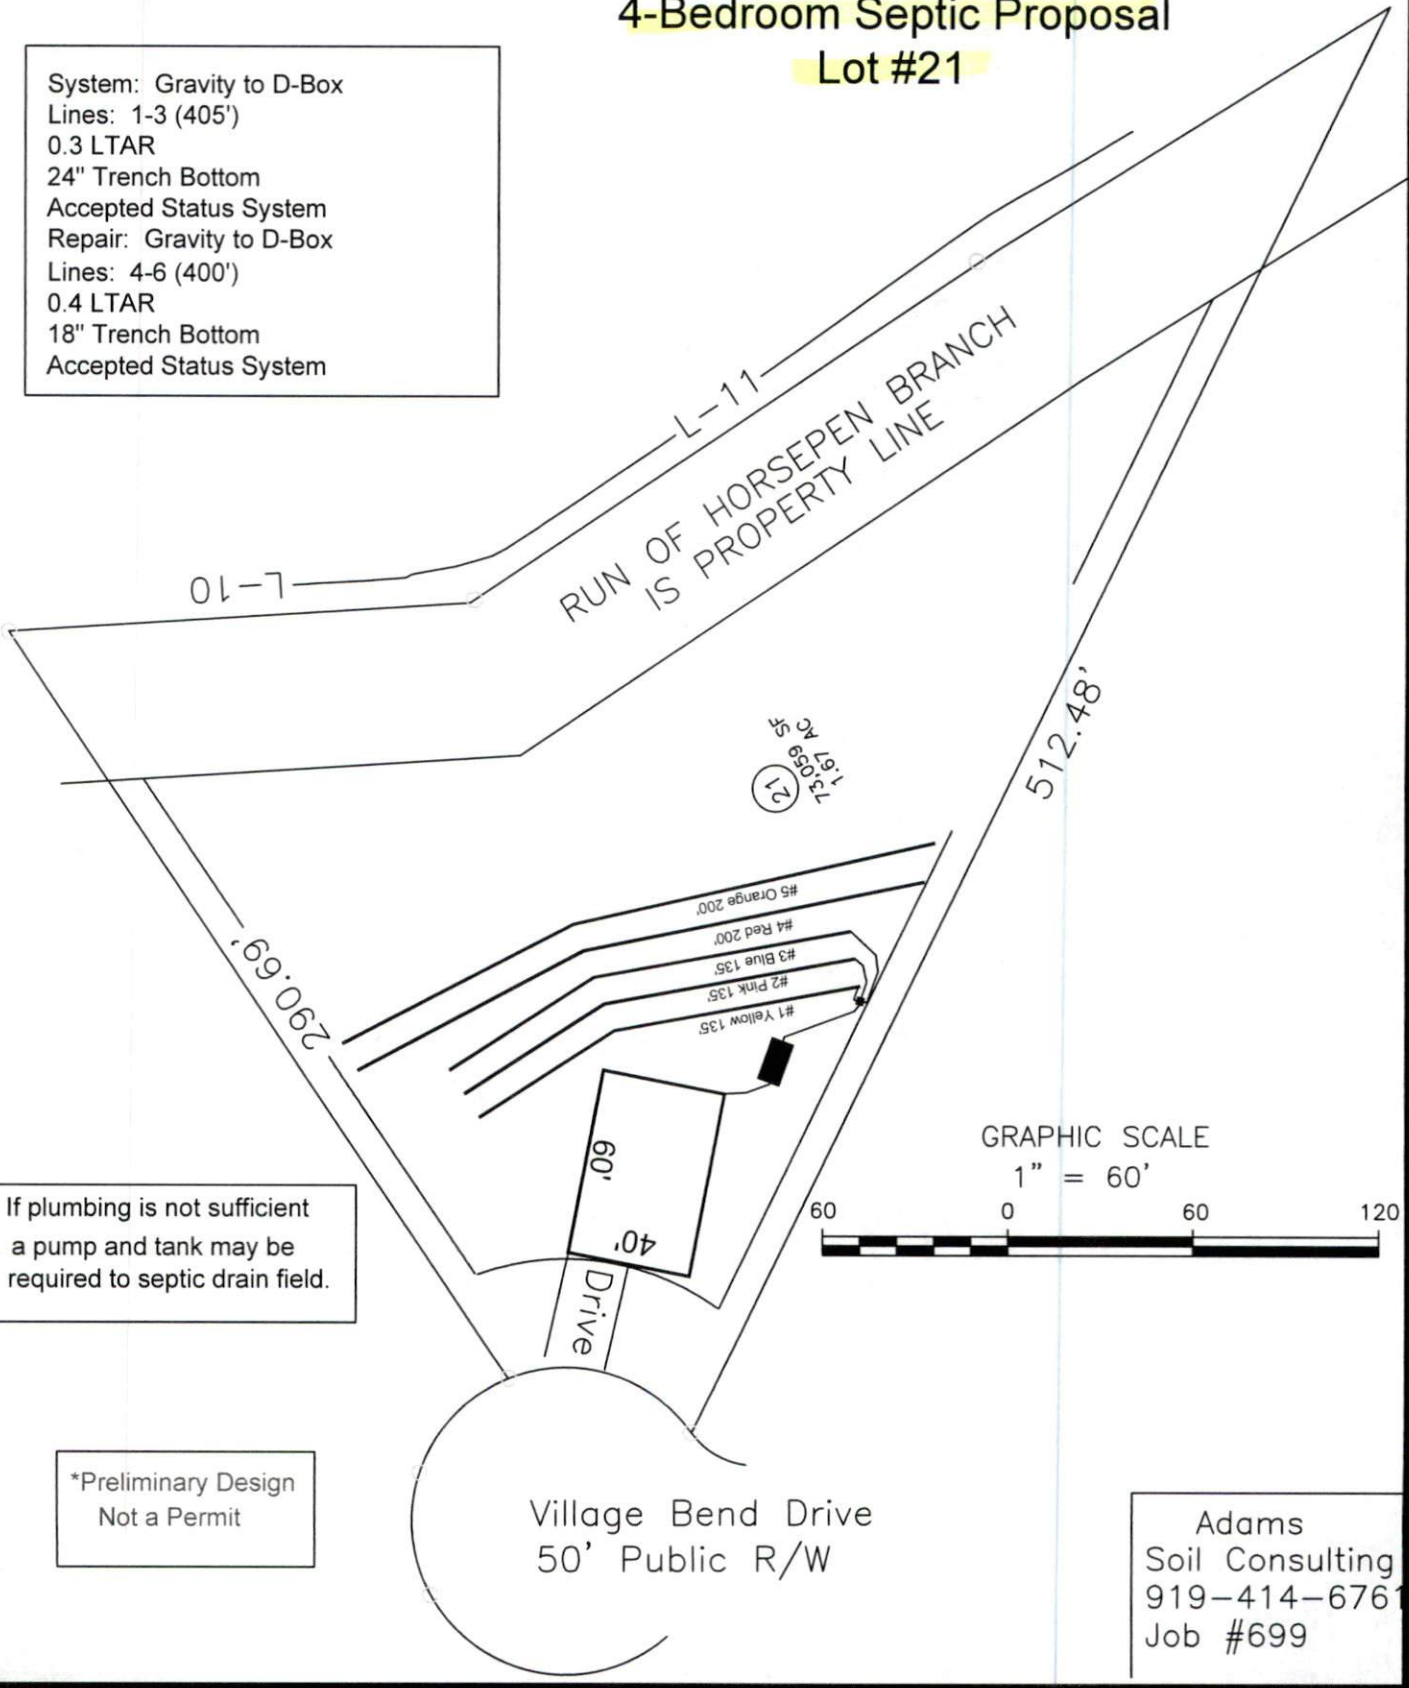 4-Bedroom Septic Proposal
Lot #21
System: Gravity to D-Box
Lines: 1-3 (405')
0.3 LTAR
24" Trench Bottom
Accepted Status System
Repair: Gravity to D-Box
Lines: 4-6 (400')
0.4 LTAR
18" Trench Bottom
Accepted Status System
L-11
RUN OF HORSEPEN BRANCH
IS PROPERTY LINE
L-10
512.48'
21
73,059 SF
1.67 AC
#5 Orange 200'
#4 Red 200'
#3 Blue 135'
#2 Pink 135'
#1 Yellow 135'
290.69'
60'
40'
Drive
GRAPHIC SCALE
1" = 60'
60 0 60 120
If plumbing is not sufficient
a pump and tank may be
required to septic drain field.
*Preliminary Design
Not a Permit
Village Bend Drive
50' Public R/W
Adams
Soil Consulting
919-414-6761
Job #699